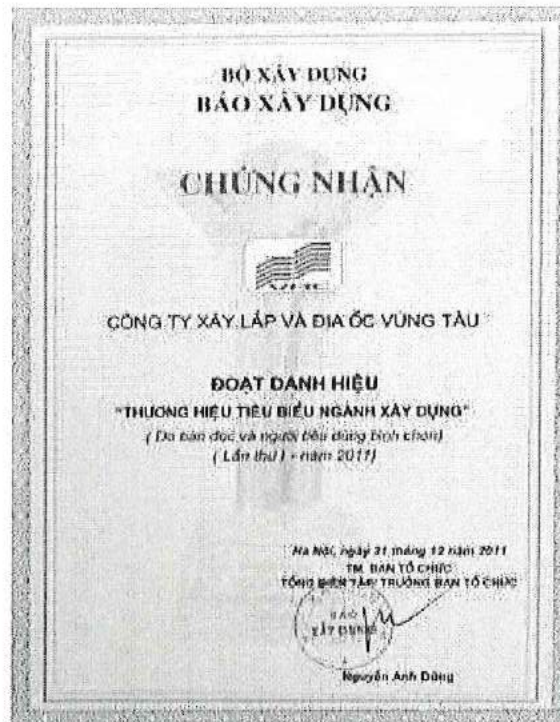 BỘ XÂY DỰNG
BÁO XÂY DỰNG
CHỨNG NHẬN
CÔNG TY XÂY LẮP VÀ ĐỊA ỐC VŨNG TÀU
ĐOẠT DANH HIỆU
"THƯƠNG HIỆU TIÊU BIỂU NGÀNH XÂY DỰNG"
( Do bạn đọc và người tiêu dùng bình chọn)
( Lần thứ I - năm 2011)
Hà Nội, ngày 31 tháng 12 năm 2011
TM. BAN TỔ CHỨC
TỔNG BIÊN TẬP, TRƯỞNG BAN TỔ CHỨC
BÁO
XÂY DỰNG
Nguyễn Anh Dũng